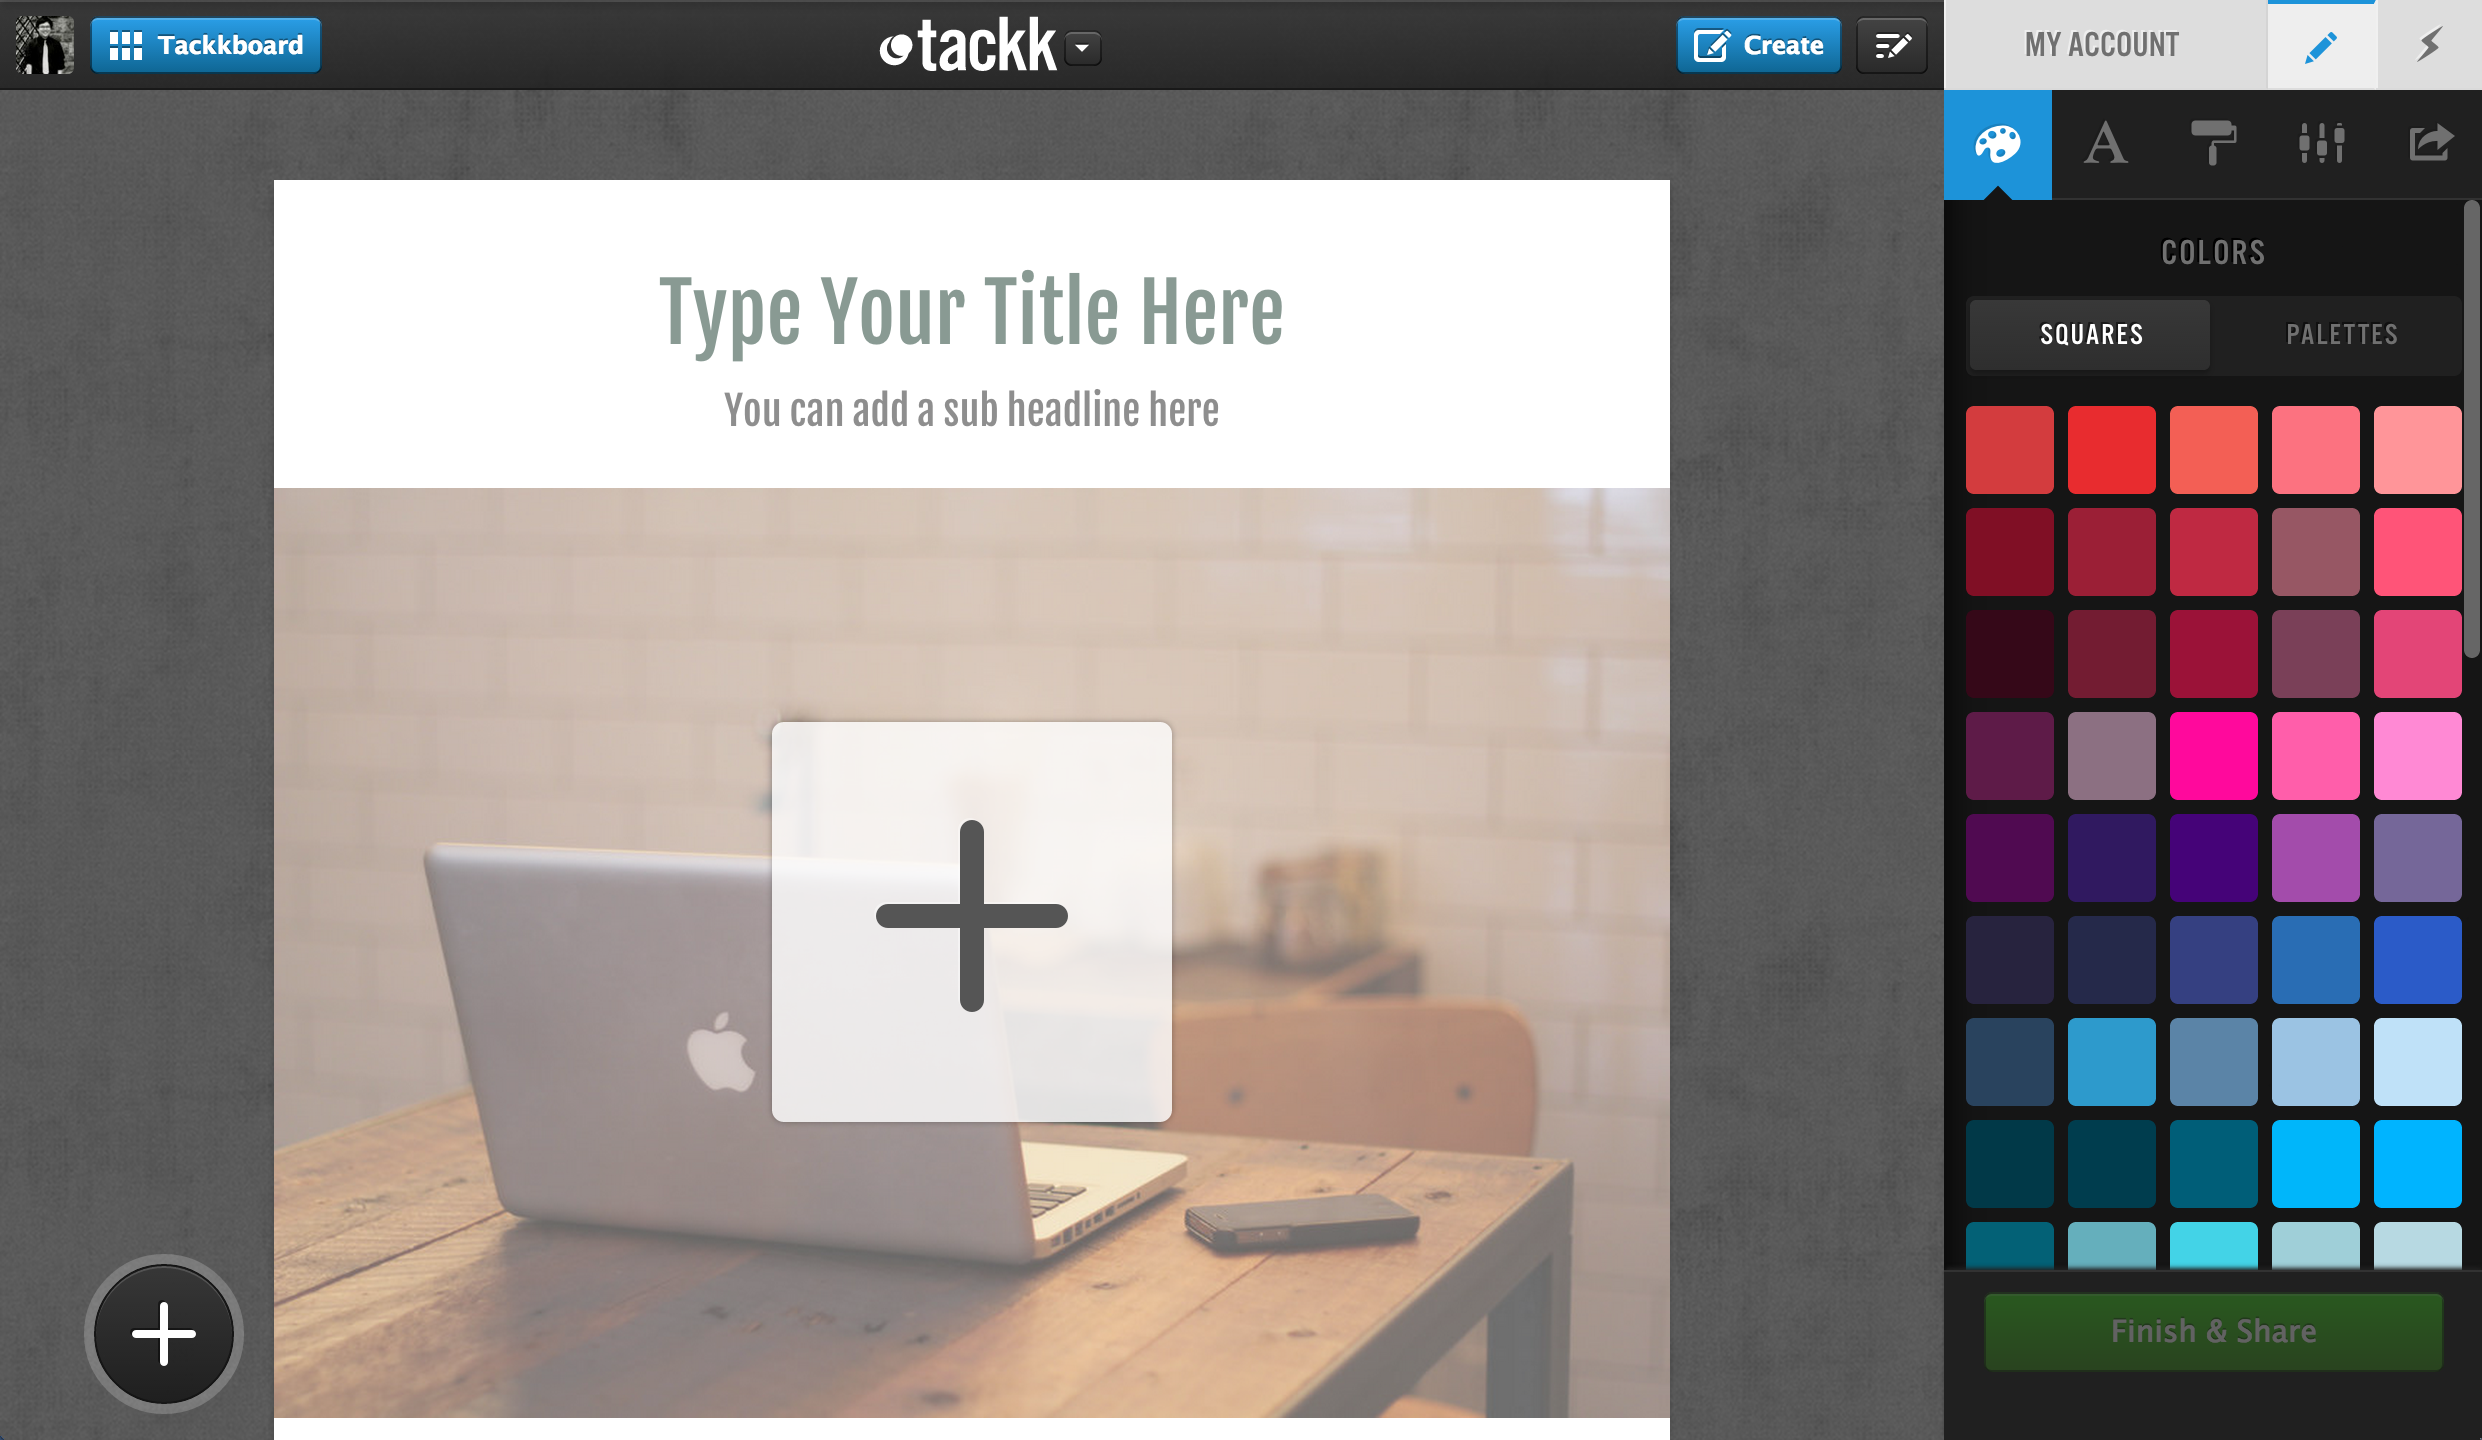 Tackkboard
tackk
Create
MY ACCOUNT
COLORS
SQUARES
PALETTES
Type Your Title Here
You can add a sub headline here
Finish & Share